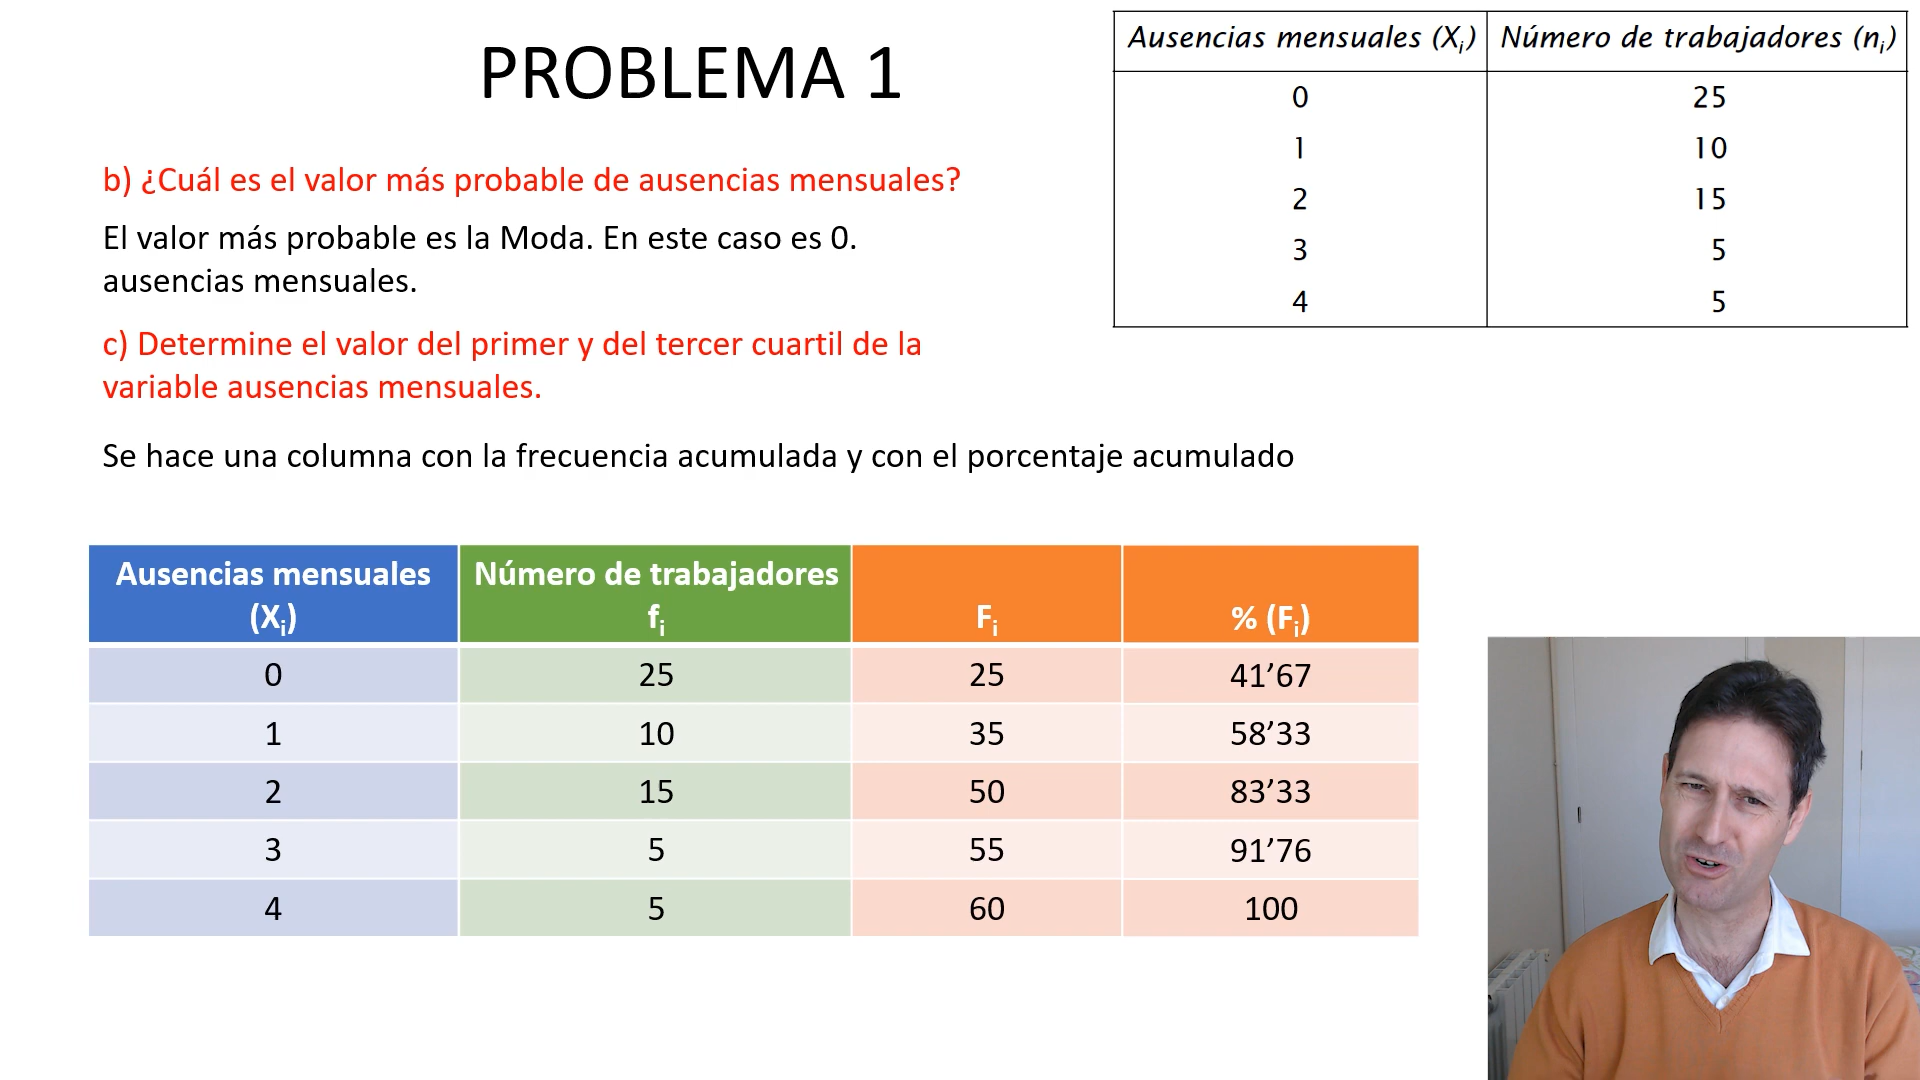 PROBLEMA 1
Ausencias mensuales (Xi) Número de trabajadores (ni)
0 25
1 10
2 15
3 5
4 5
b) ¿Cuál es el valor más probable de ausencias mensuales?
El valor más probable es la Moda. En este caso es 0.
ausencias mensuales.
c) Determine el valor del primer y del tercer cuartil de la
variable ausencias mensuales.
Se hace una columna con la frecuencia acumulada y con el porcentaje acumulado
Ausencias mensuales Número de trabajadores
(Xi) fi Fi % (Fi)
0 25 25 41’67
1 10 35 58’33
2 15 50 83’33
3 5 55 91’76
4 5 60 100